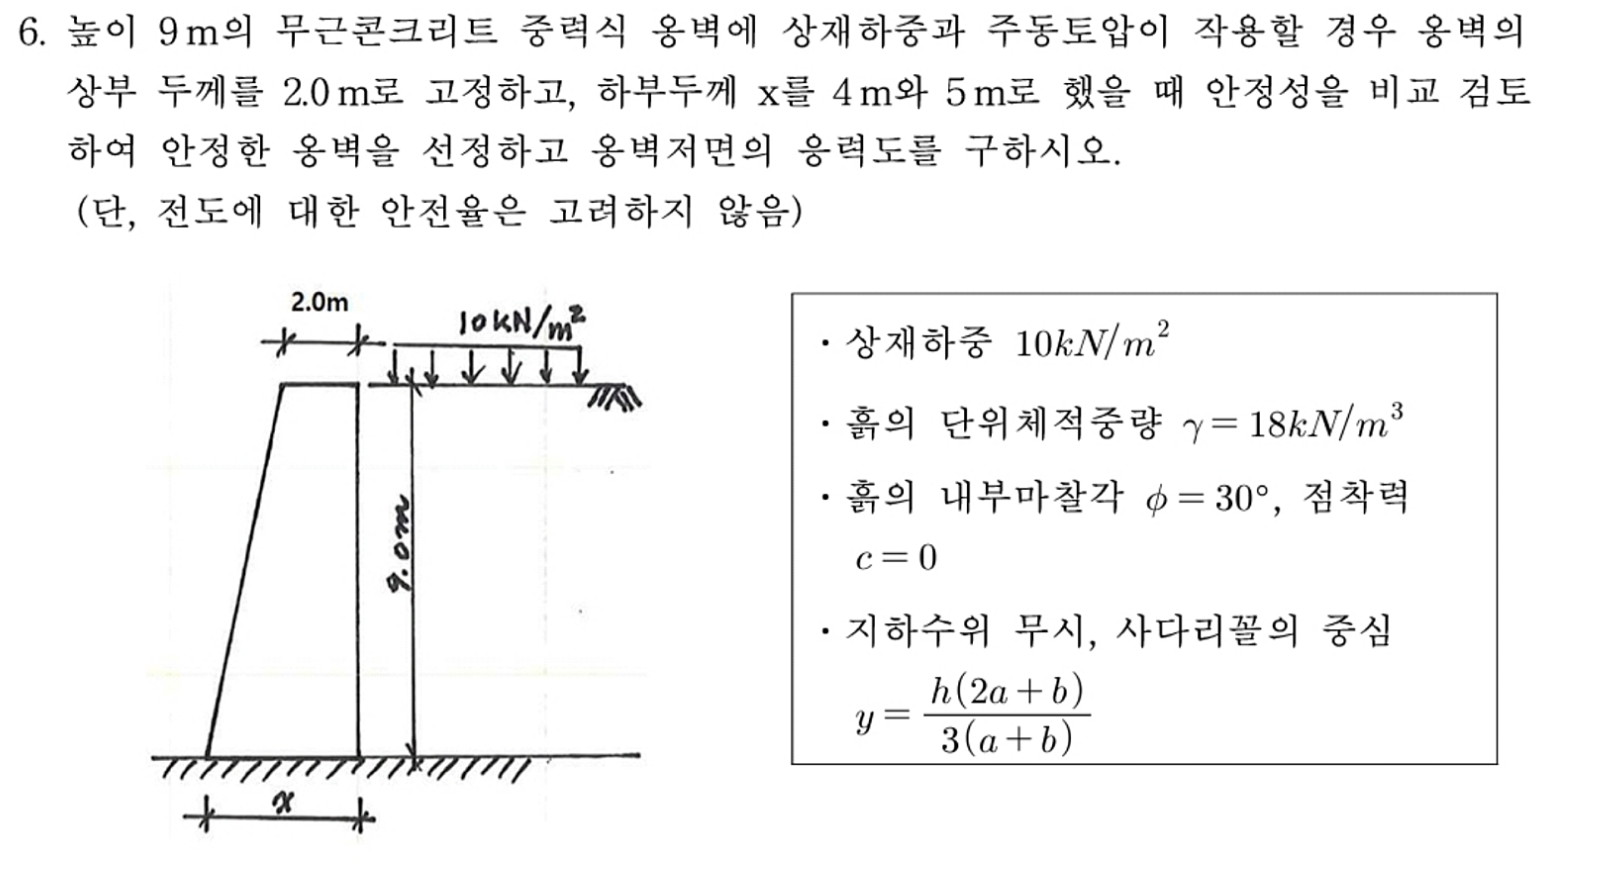 6. 높이 9m의 무근콘크리트 중력식 옹벽에 상재하중과 주동토압이 작용할 경우 옹벽의
상부 두께를 2.0m로 고정하고, 하부두께 x를 4m와 5m로 했을 때 안정성을 비교 검토
하여 안정한 옹벽을 선정하고 옹벽저면의 응력도를 구하시오.
(단, 전도에 대한 안전율은 고려하지 않음)
2.0m
10kN/m²
9.0m
x
· 상재하중 10kN/m²
· 흙의 단위체적중량 γ = 18kN/m³
· 흙의 내부마찰각 ϕ = 30°, 점착력
c = 0
· 지하수위 무시, 사다리꼴의 중심
y = h(2a+b) / 3(a+b)